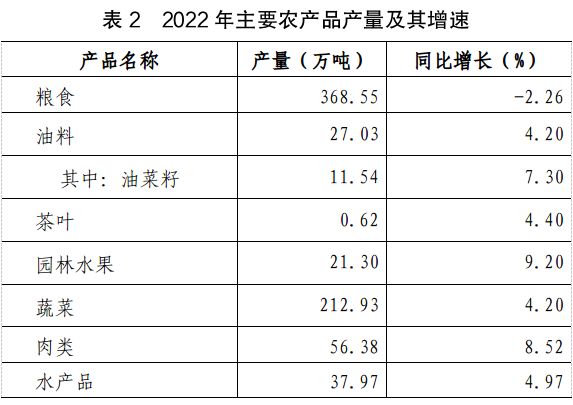 表 2 2022 年主要农产品产量及其增速
产品名称 产量（万吨） 同比增长（%）
粮食 368.55 -2.26
油料 27.03 4.20
其中：油菜籽 11.54 7.30
茶叶 0.62 4.40
园林水果 21.30 9.20
蔬菜 212.93 4.20
肉类 56.38 8.52
水产品 37.97 4.97